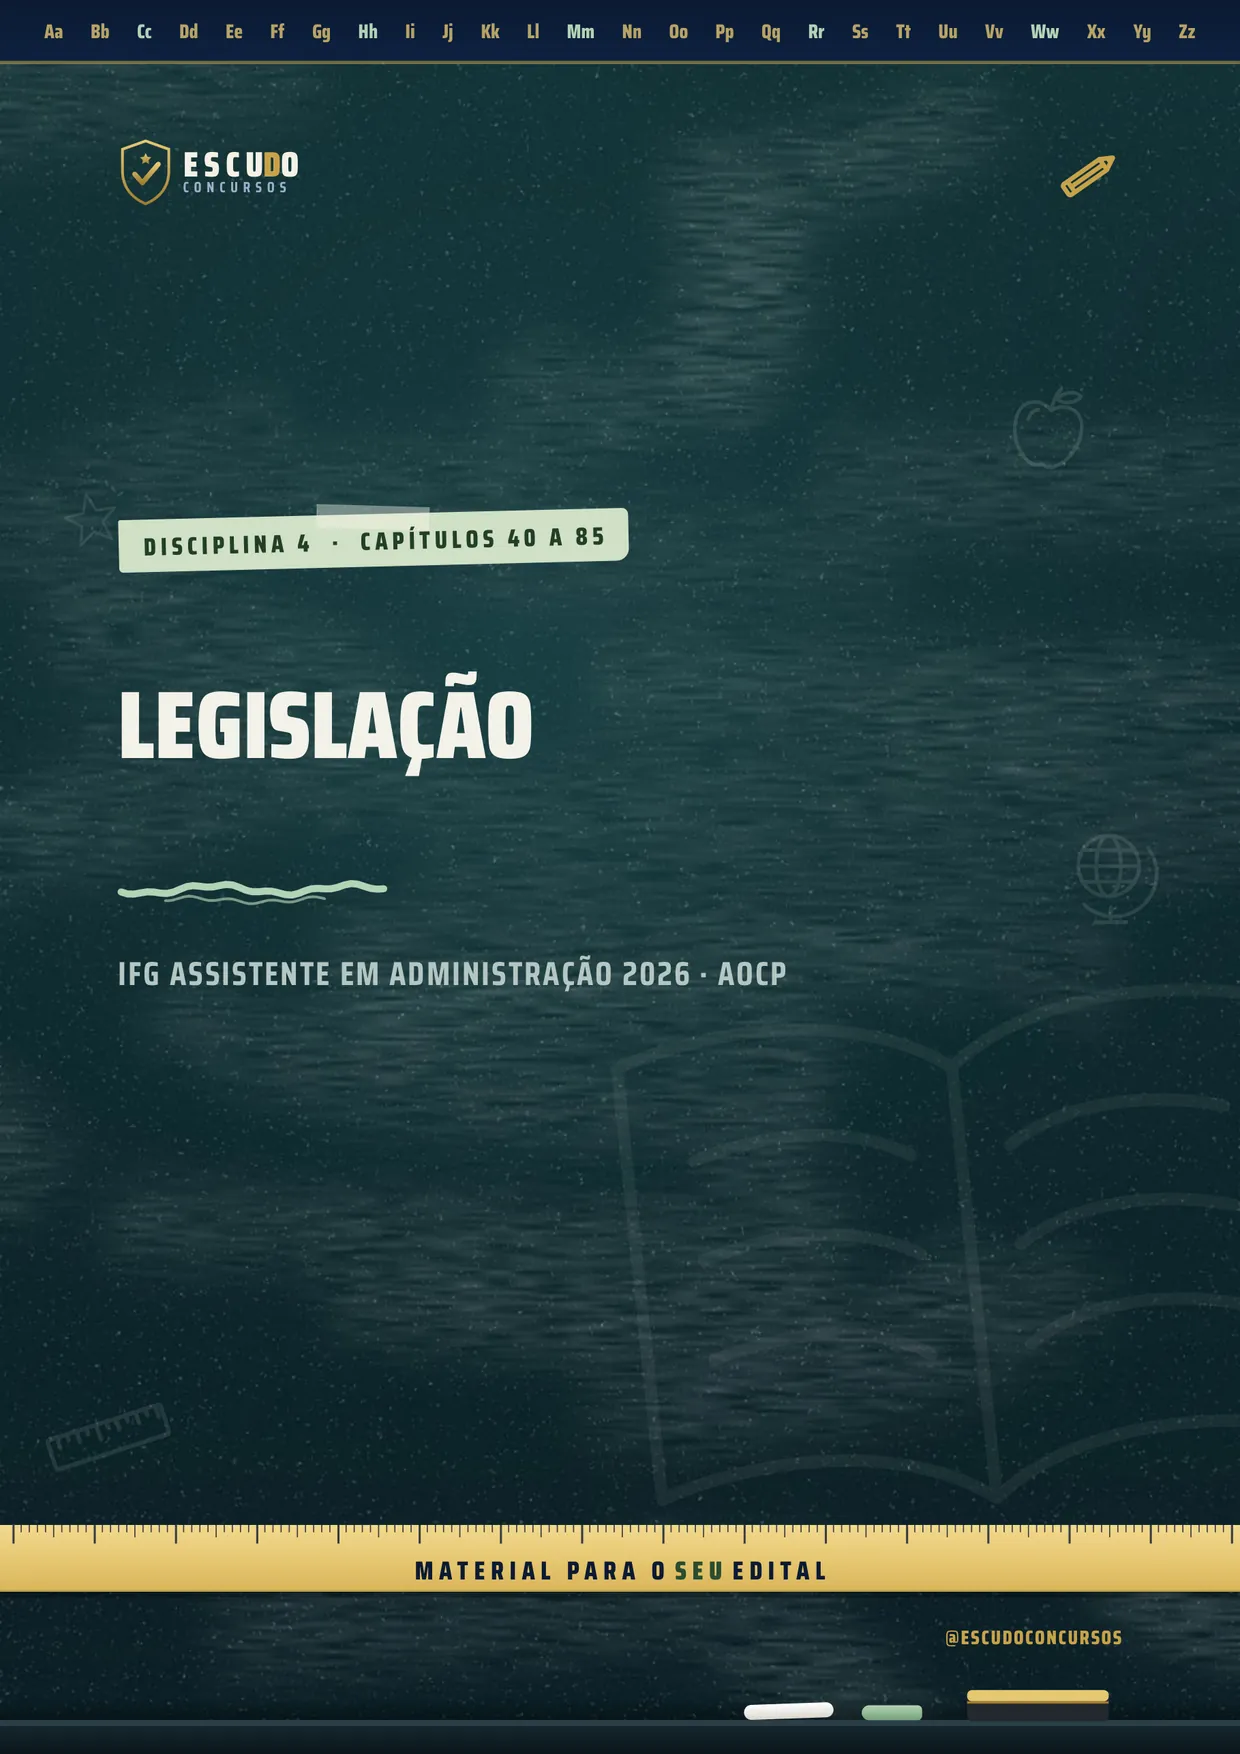 Aa Bb Cc Dd Ee Ff Gg Hh Ii Jj Kk Ll Mm Nn Oo Pp Qq Rr Ss Tt Uu Vv Ww Xx Yy Zz
ESCUDO
CONCURSOS
DISCIPLINA 4 · CAPÍTULOS 40 A 85
LEGISLAÇÃO
IFG ASSISTENTE EM ADMINISTRAÇÃO 2026 · AOCP
MATERIAL PARA O SEU EDITAL
@ESCUDOCONCURSOS